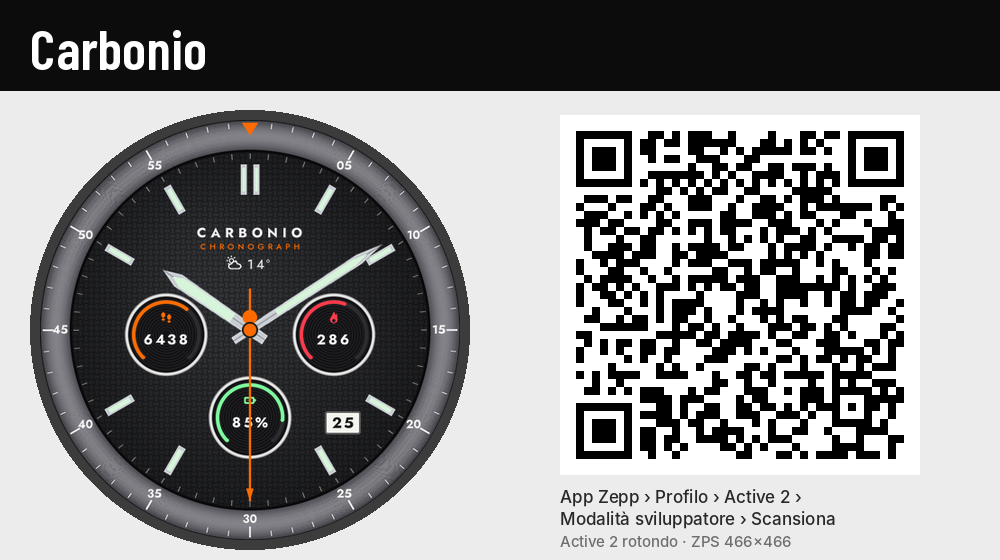 Carbonio
55
05
50
10
CARBONIO
CHRONOGRAPH
14°
45
6438
286
15
85%
25
40
20
35
25
30
App Zepp › Profilo › Active 2 ›
Modalità sviluppatore › Scansiona
Active 2 rotondo · ZPS 466×466